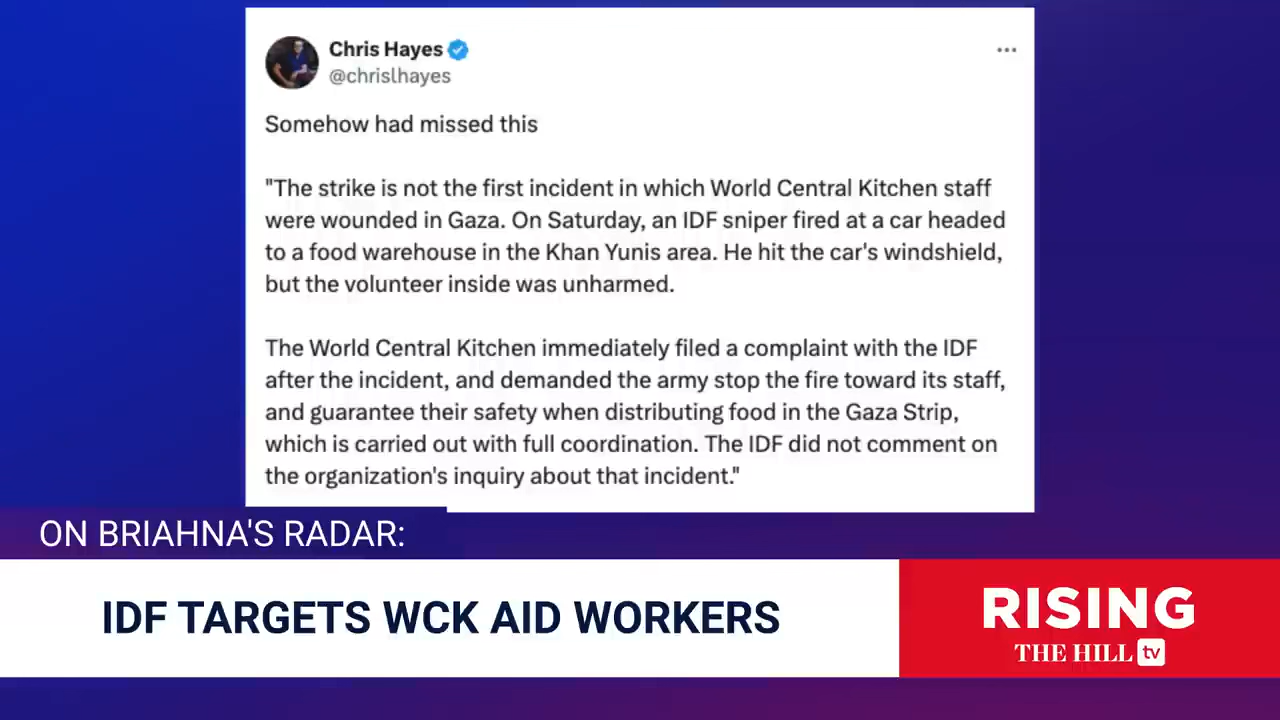 Chris Hayes
@chrislhayes
Somehow had missed this
"The strike is not the first incident in which World Central Kitchen staff
were wounded in Gaza. On Saturday, an IDF sniper fired at a car headed
to a food warehouse in the Khan Yunis area. He hit the car's windshield,
but the volunteer inside was unharmed.
The World Central Kitchen immediately filed a complaint with the IDF
after the incident, and demanded the army stop the fire toward its staff,
and guarantee their safety when distributing food in the Gaza Strip,
which is carried out with full coordination. The IDF did not comment on
the organization's inquiry about that incident."
ON BRIAHNA'S RADAR:
IDF TARGETS WCK AID WORKERS
RISING
THE HILL tv